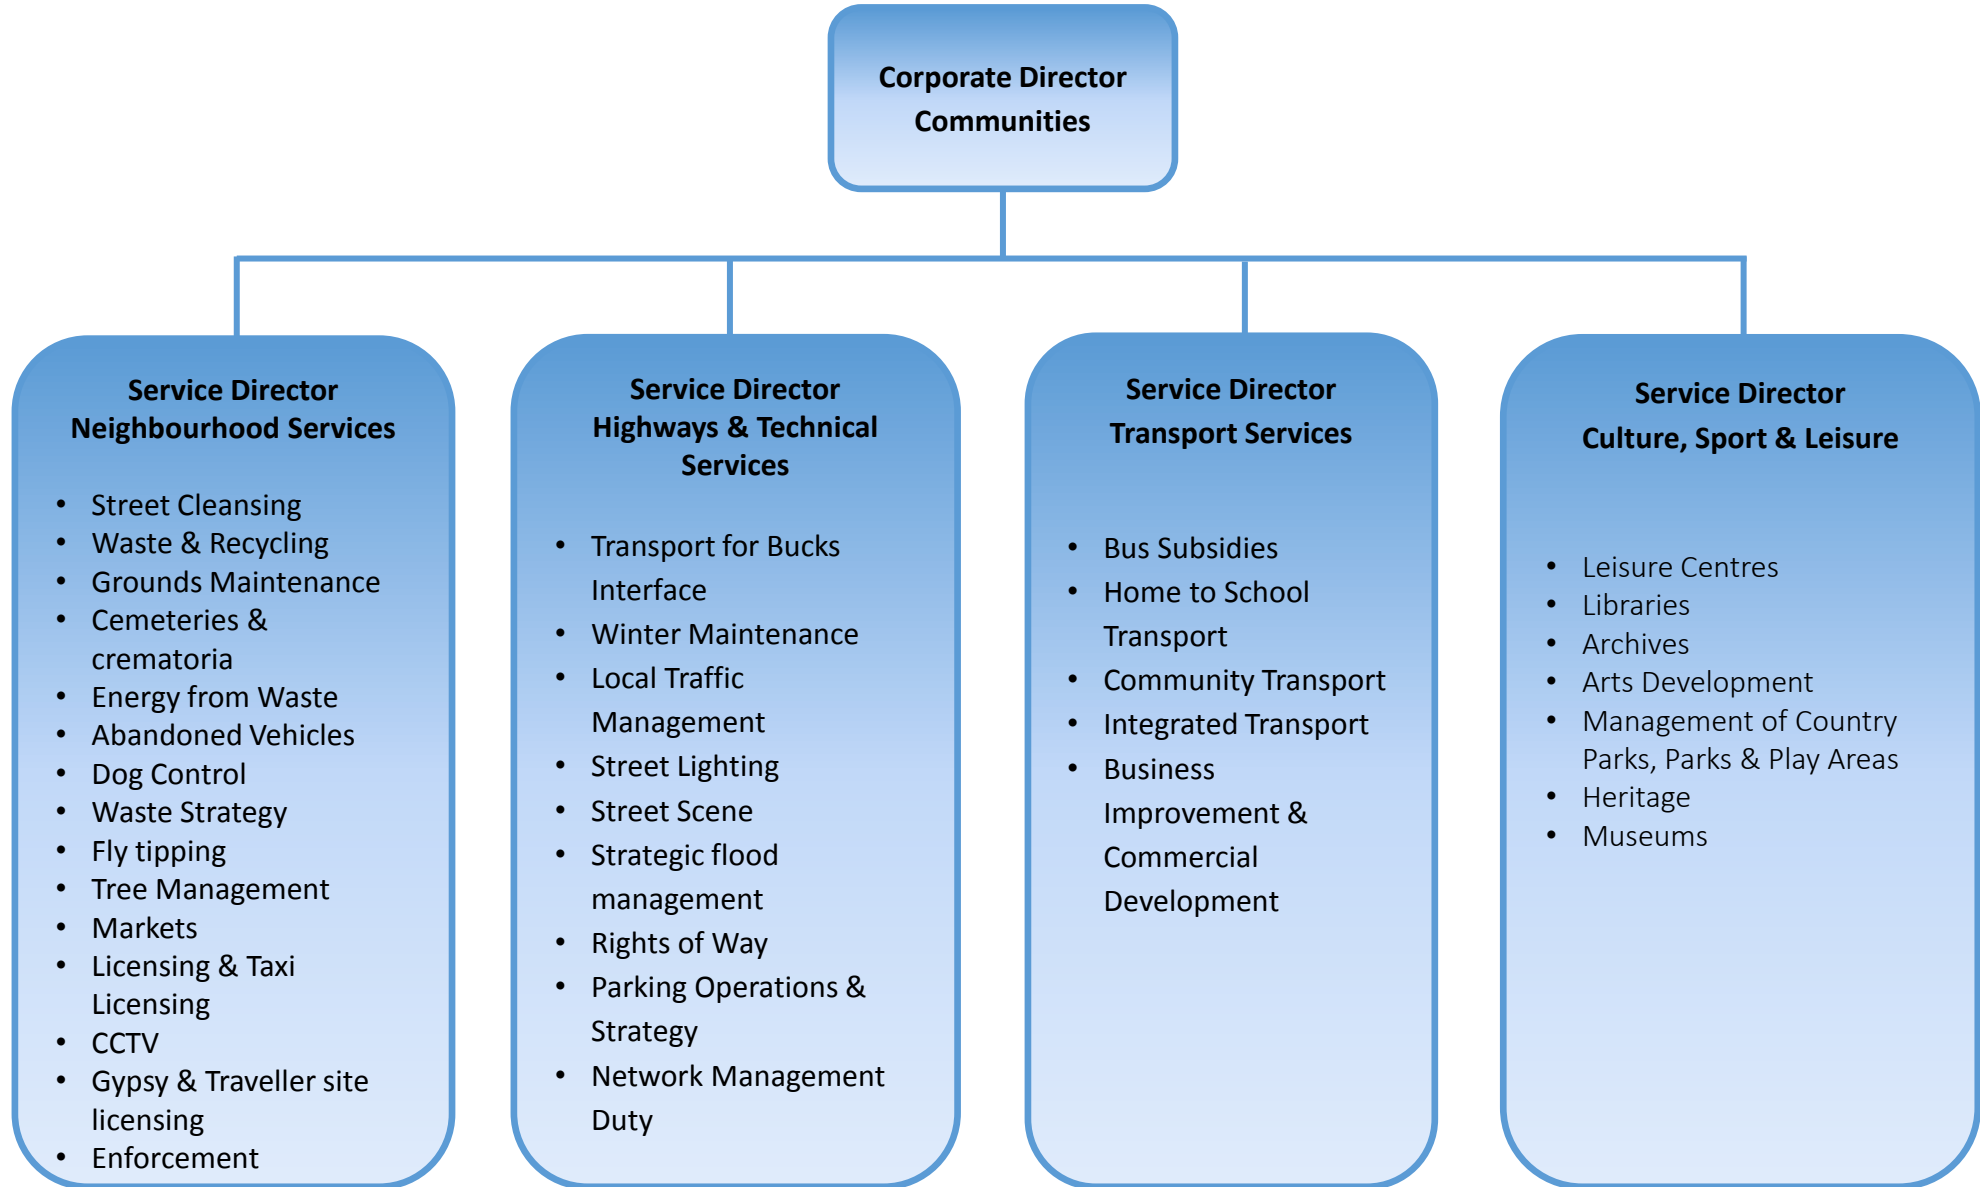 Corporate Director
Communities
Service Director
Neighbourhood Services
• Street Cleansing
• Waste & Recycling
• Grounds Maintenance
• Cemeteries &
crematoria
• Energy from Waste
• Abandoned Vehicles
• Dog Control
• Waste Strategy
• Fly tipping
• Tree Management
• Markets
• Licensing & Taxi
Licensing
• CCTV
• Gypsy & Traveller site
licensing
• Enforcement
Service Director
Highways & Technical
Services
• Transport for Bucks
Interface
• Winter Maintenance
• Local Traffic
Management
• Street Lighting
• Street Scene
• Strategic flood
management
• Rights of Way
• Parking Operations &
Strategy
• Network Management
Duty
Service Director
Transport Services
• Bus Subsidies
• Home to School
Transport
• Community Transport
• Integrated Transport
• Business
Improvement &
Commercial
Development
Service Director
Culture, Sport & Leisure
• Leisure Centres
• Libraries
• Archives
• Arts Development
• Management of Country
Parks, Parks & Play Areas
• Heritage
• Museums